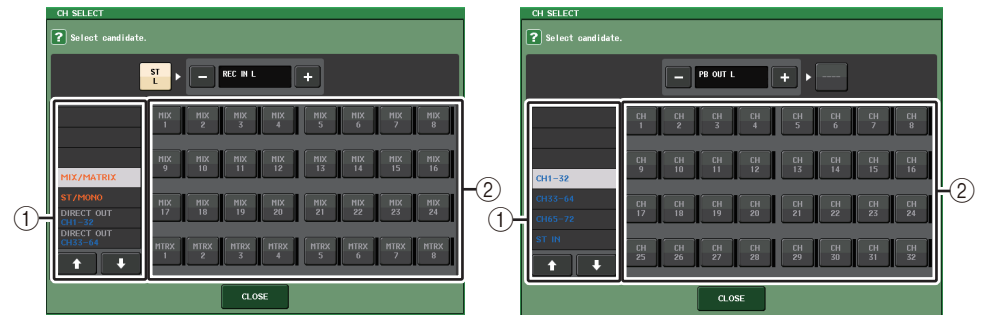 CH SELECT
? Select candidate.
ST L
− REC IN L +
MIX 1 MIX 2 MIX 3 MIX 4 MIX 5 MIX 6 MIX 7 MIX 8
MIX 9 MIX 10 MIX 11 MIX 12 MIX 13 MIX 14 MIX 15 MIX 16
MIX/MATRIX
ST/MONO
MIX 17 MIX 18 MIX 19 MIX 20 MIX 21 MIX 22 MIX 23 MIX 24
DIRECT OUT
CH1-32
DIRECT OUT
CH33-64
MTRX 1 MTRX 2 MTRX 3 MTRX 4 MTRX 5 MTRX 6 MTRX 7 MTRX 8
1
2
CLOSE
CH SELECT
? Select candidate.
− PB OUT L + ----
CH 1 CH 2 CH 3 CH 4 CH 5 CH 6 CH 7 CH 8
CH 9 CH 10 CH 11 CH 12 CH 13 CH 14 CH 15 CH 16
CH1-32
CH33-64
CH 17 CH 18 CH 19 CH 20 CH 21 CH 22 CH 23 CH 24
CH65-72
ST IN
CH 25 CH 26 CH 27 CH 28 CH 29 CH 30 CH 31 CH 32
1
2
CLOSE